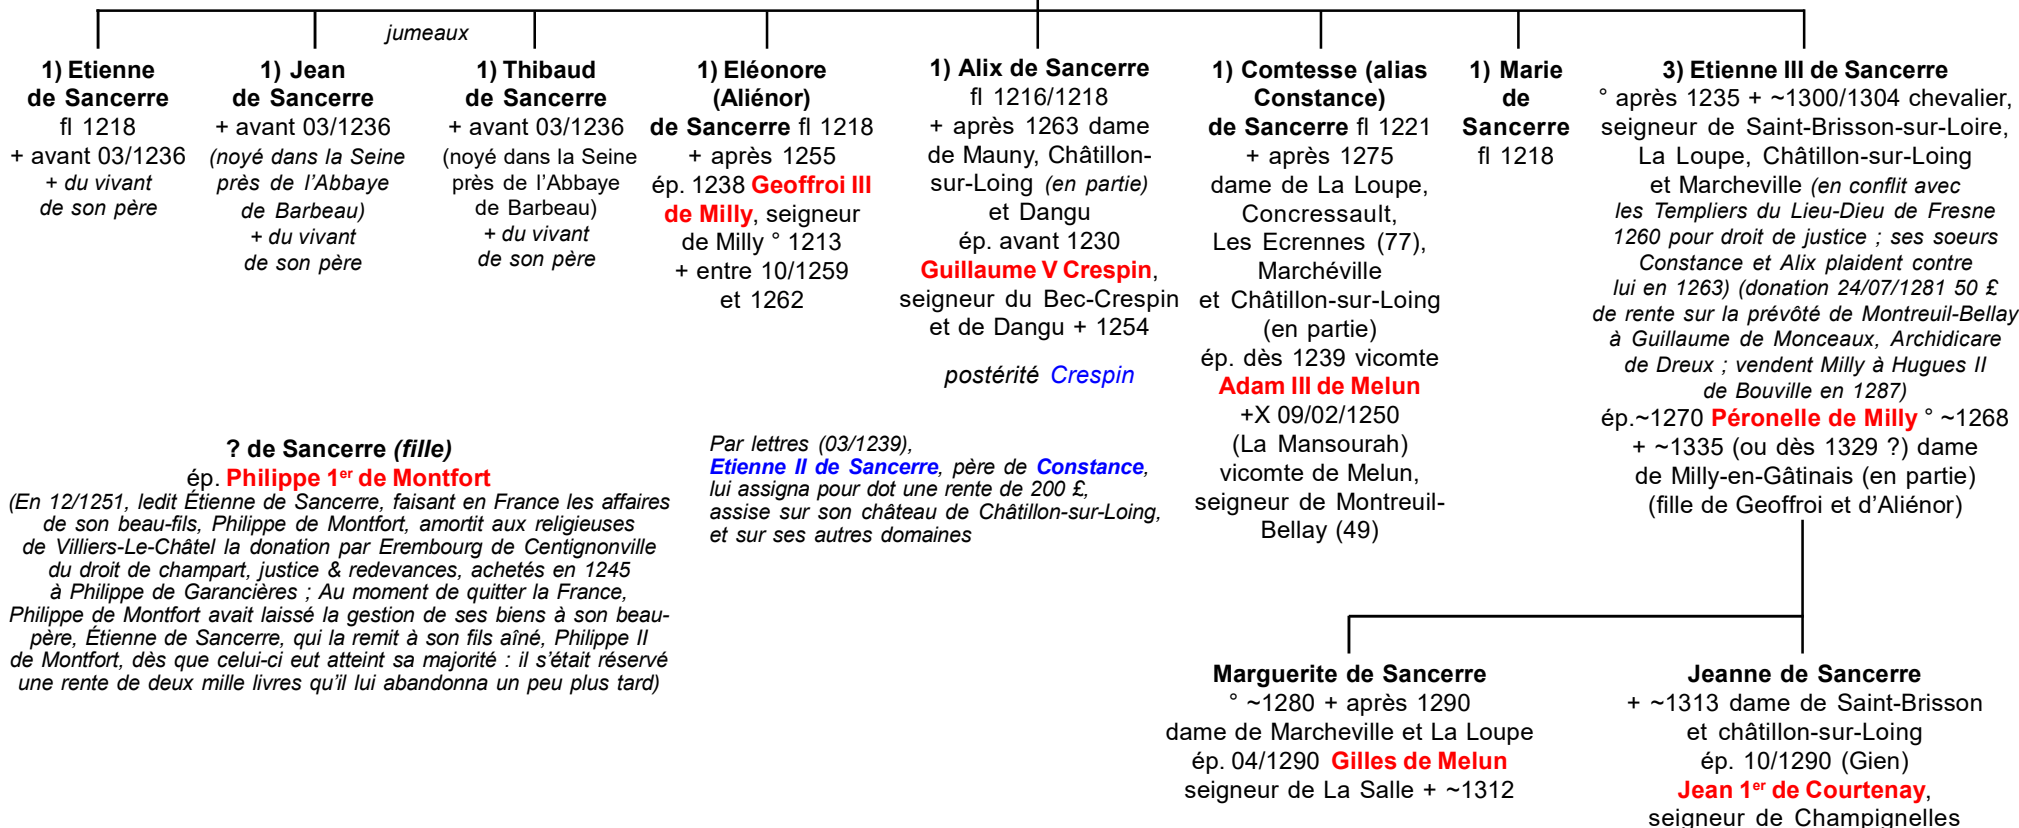 jumeaux
1) Etienne
de Sancerre
fl 1218
+ avant 03/1236
+ du vivant
de son père
1) Jean
de Sancerre
+ avant 03/1236
(noyé dans la Seine
près de l'Abbaye
de Barbeau)
+ du vivant
de son père
1) Thibaud
de Sancerre
+ avant 03/1236
(noyé dans la Seine
près de l'Abbaye
de Barbeau)
+ du vivant
de son père
1) Eléonore
(Aliénor)
de Sancerre fl 1218
+ après 1255
ép. 1238 Geoffroi III
de Milly, seigneur
de Milly ° 1213
+ entre 10/1259
et 1262
1) Alix de Sancerre
fl 1216/1218
+ après 1263 dame
de Mauny, Châtillon-
sur-Loing (en partie)
et Dangu
ép. avant 1230
Guillaume V Crespin,
seigneur du Bec-Crespin
et de Dangu + 1254
postérité Crespin
1) Comtesse (alias
Constance)
de Sancerre fl 1221
+ après 1275
dame de La Loupe,
Concressault,
Les Ecrennes (77),
Marchéville
et Châtillon-sur-Loing
(en partie)
ép. dès 1239 vicomte
Adam III de Melun
+X 09/02/1250
(La Mansourah)
vicomte de Melun,
seigneur de Montreuil-
Bellay (49)
1) Marie
de
Sancerre
fl 1218
3) Etienne III de Sancerre
° après 1235 + ~1300/1304 chevalier,
seigneur de Saint-Brisson-sur-Loire,
La Loupe, Châtillon-sur-Loing
et Marcheville (en conflit avec
les Templiers du Lieu-Dieu de Fresne
1260 pour droit de justice ; ses soeurs
Constance et Alix plaident contre
lui en 1263) (donation 24/07/1281 50 £
de rente sur la prévôté de Montreuil-Bellay
à Guillaume de Monceaux, Archidicare
de Dreux ; vendent Milly à Hugues II
de Bouville en 1287)
ép.~1270 Péronelle de Milly ° ~1268
+ ~1335 (ou dès 1329 ?) dame
de Milly-en-Gâtinais (en partie)
(fille de Geoffroi et d'Aliénor)
? de Sancerre (fille)
ép. Philippe 1er de Montfort
(En 12/1251, ledit Étienne de Sancerre, faisant en France les affaires
de son beau-fils, Philippe de Montfort, amortit aux religieuses
de Villiers-Le-Châtel la donation par Erembourg de Centignonville
du droit de champart, justice & redevances, achetés en 1245
à Philippe de Garancières ; Au moment de quitter la France,
Philippe de Montfort avait laissé la gestion de ses biens à son beau-
père, Étienne de Sancerre, qui la remit à son fils aîné, Philippe II
de Montfort, dès que celui-ci eut atteint sa majorité : il s'était réservé
une rente de deux mille livres qu'il lui abandonna un peu plus tard)
Par lettres (03/1239),
Etienne II de Sancerre, père de Constance,
lui assigna pour dot une rente de 200 £,
assise sur son château de Châtillon-sur-Loing,
et sur ses autres domaines
Marguerite de Sancerre
° ~1280 + après 1290
dame de Marcheville et La Loupe
ép. 04/1290 Gilles de Melun
seigneur de La Salle + ~1312
Jeanne de Sancerre
+ ~1313 dame de Saint-Brisson
et châtillon-sur-Loing
ép. 10/1290 (Gien)
Jean 1er de Courtenay,
seigneur de Champignelles